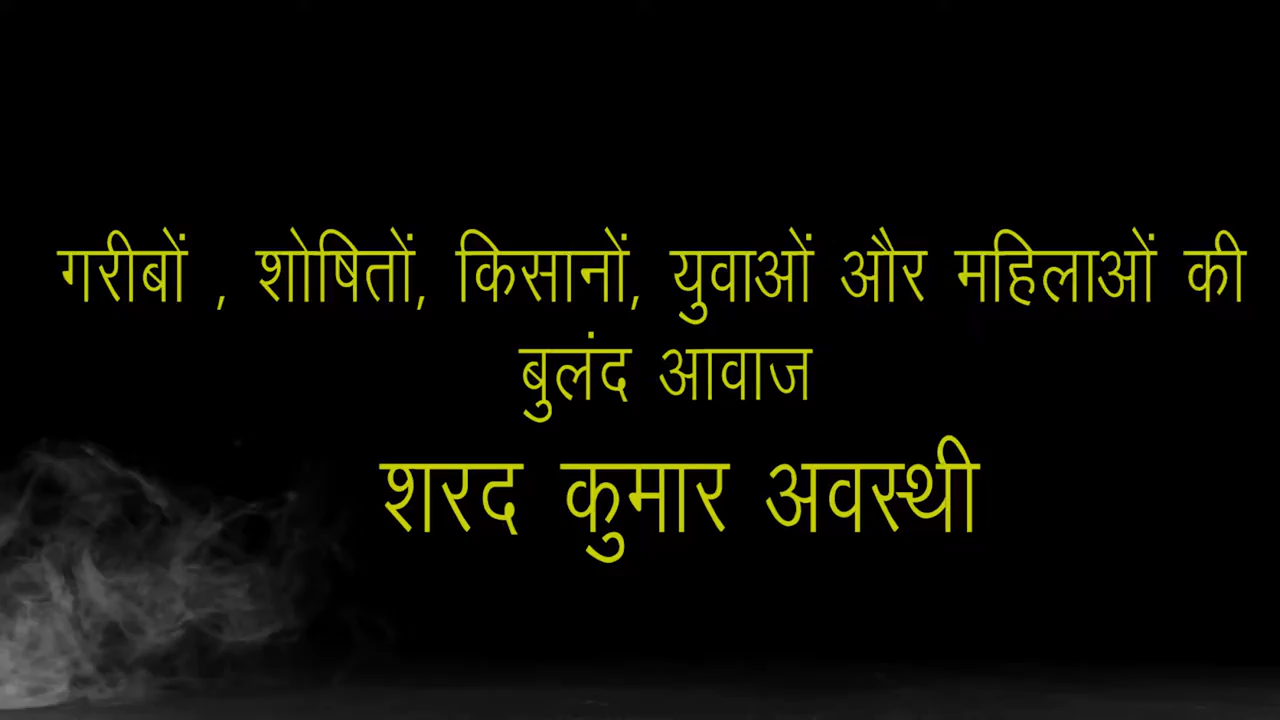 गरीबों , शोषितों, किसानों, युवाओं और महिलाओं की
बुलंद आवाज
शरद कुमार अवस्थी